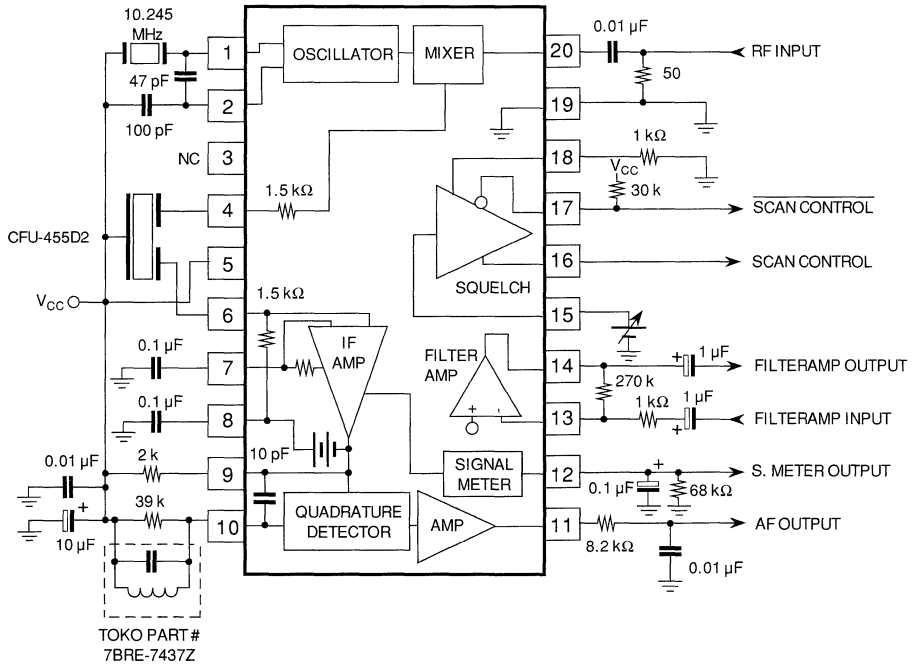 10.245
MHz
47 pF
100 pF
NC
CFU-455D2
VCC
0.1 µF
0.1 µF
0.01 µF
2 k
39 k
10 µF
+
TOKO PART #
7BRE-7437Z
1
2
3
4
5
6
7
8
9
10
OSCILLATOR
MIXER
1.5 kΩ
1.5 kΩ
IF
AMP
10 pF
QUADRATURE
DETECTOR
AMP
SIGNAL
METER
FILTER
AMP
+
-
SQUELCH
20
19
18
17
16
15
14
13
12
11
0.01 µF
RF INPUT
50
1 kΩ
VCC
30 k
SCAN CONTROL
SCAN CONTROL
+
1 µF
FILTERAMP OUTPUT
270 k
1 kΩ
1 µF
+
FILTERAMP INPUT
+
S. METER OUTPUT
0.1 µF
68 kΩ
AF OUTPUT
8.2 kΩ
0.01 µF